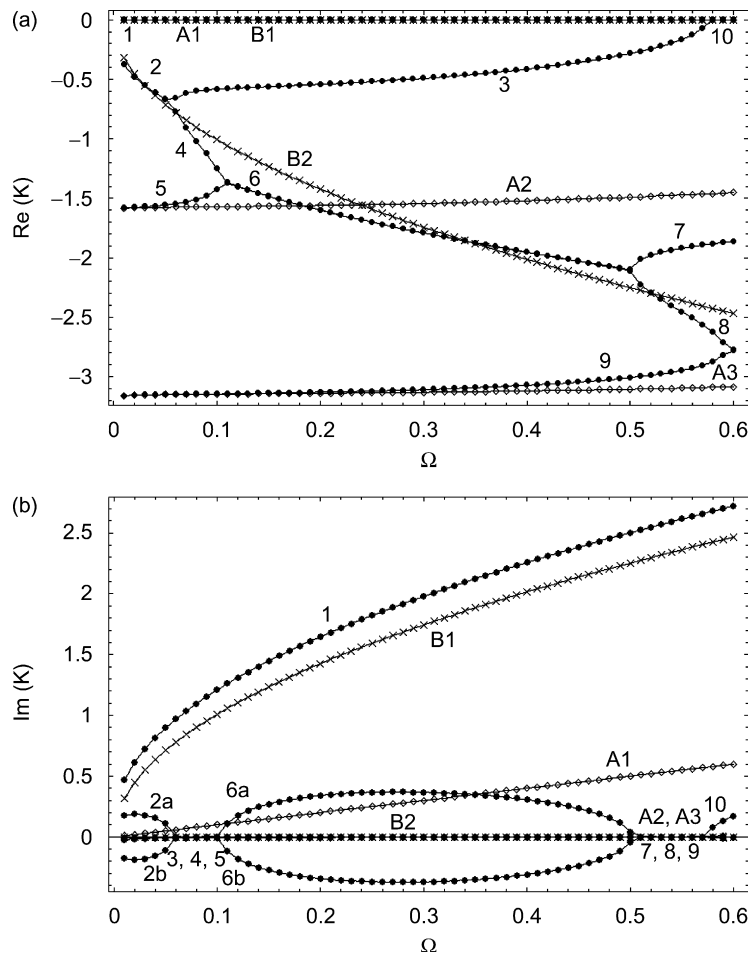 (a)
0
1
A1
B1
10
2
3
−0.5
4
B2
−1
5
6
A2
−1.5
7
−2
8
−2.5
9
A3
−3
Re (K)
0 0.1 0.2 0.3 0.4 0.5 0.6
Ω
(b)
2.5
2
1
1.5
B1
Im (K)
1
A1
0.5
2a
6a
B2
A2, A3
10
0
3, 4, 5
7, 8, 9
2b
6b
0 0.1 0.2 0.3 0.4 0.5 0.6
Ω